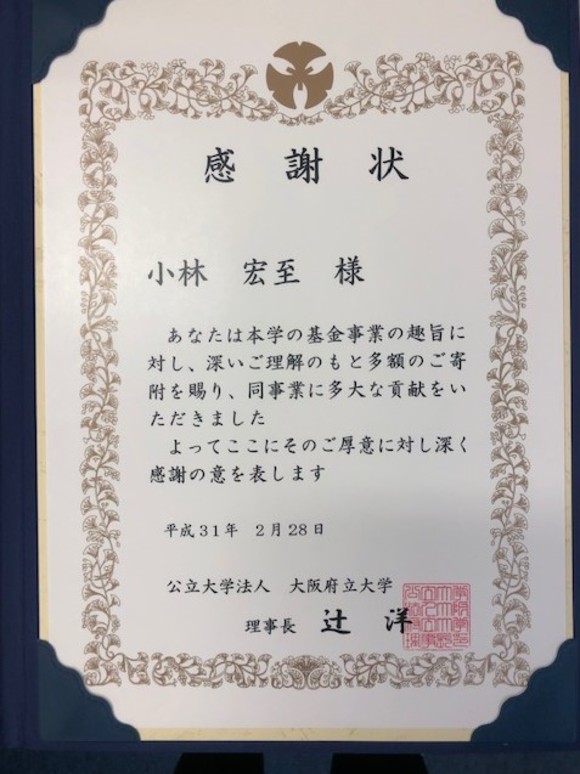 感謝状
小林 宏至 様
あなたは本学の基金事業の趣旨に
対し、深いご理解のもと多額のご寄
附を賜り、同事業に多大な貢献をい
ただきました
よってここにそのご厚意に対し深く
感謝の意を表します
平成31年 2月28日
公立大学法人 大阪府立大学
理事長 辻 洋